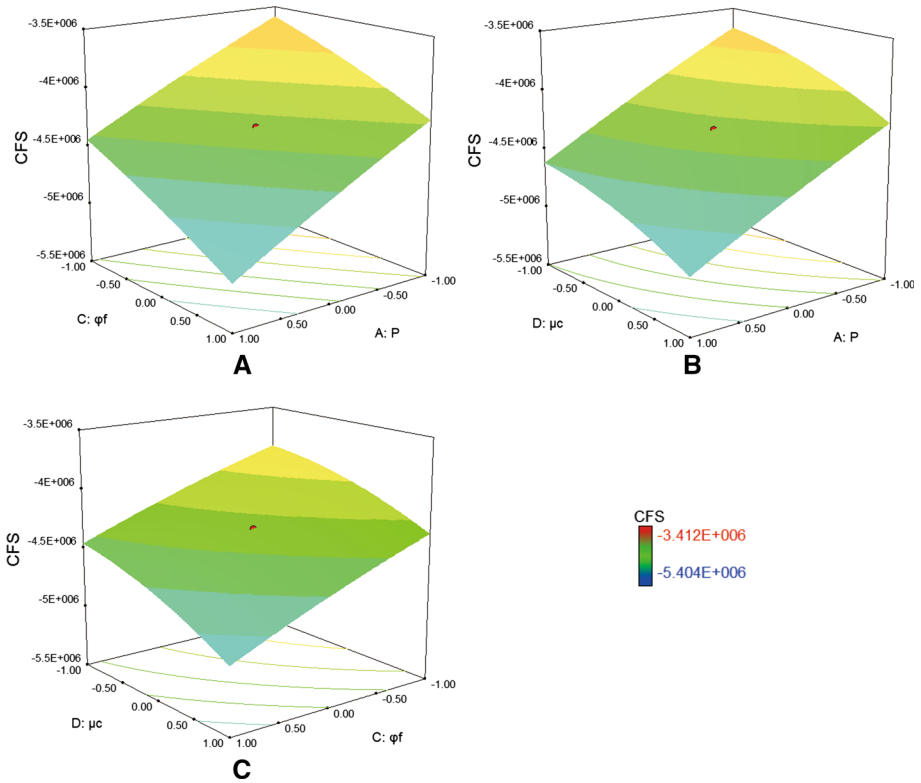 -3.5E+006
-4E+006
-4.5E+006
-5E+006
-5.5E+006
CFS
-1.00
-0.50
0.00
0.50
1.00
C: φf
1.00
0.50
0.00
-0.50
-1.00
A: P
A
-3.5E+006
-4E+006
-4.5E+006
-5E+006
-5.5E+006
CFS
-1.00
-0.50
0.00
0.50
1.00
D: µc
1.00
0.50
0.00
-0.50
-1.00
A: P
B
-3.5E+006
-4E+006
-4.5E+006
-5E+006
-5.5E+006
CFS
-1.00
-0.50
0.00
0.50
1.00
D: µc
1.00
0.50
0.00
-0.50
-1.00
C: φf
C
CFS
-3.412E+006
-5.404E+006